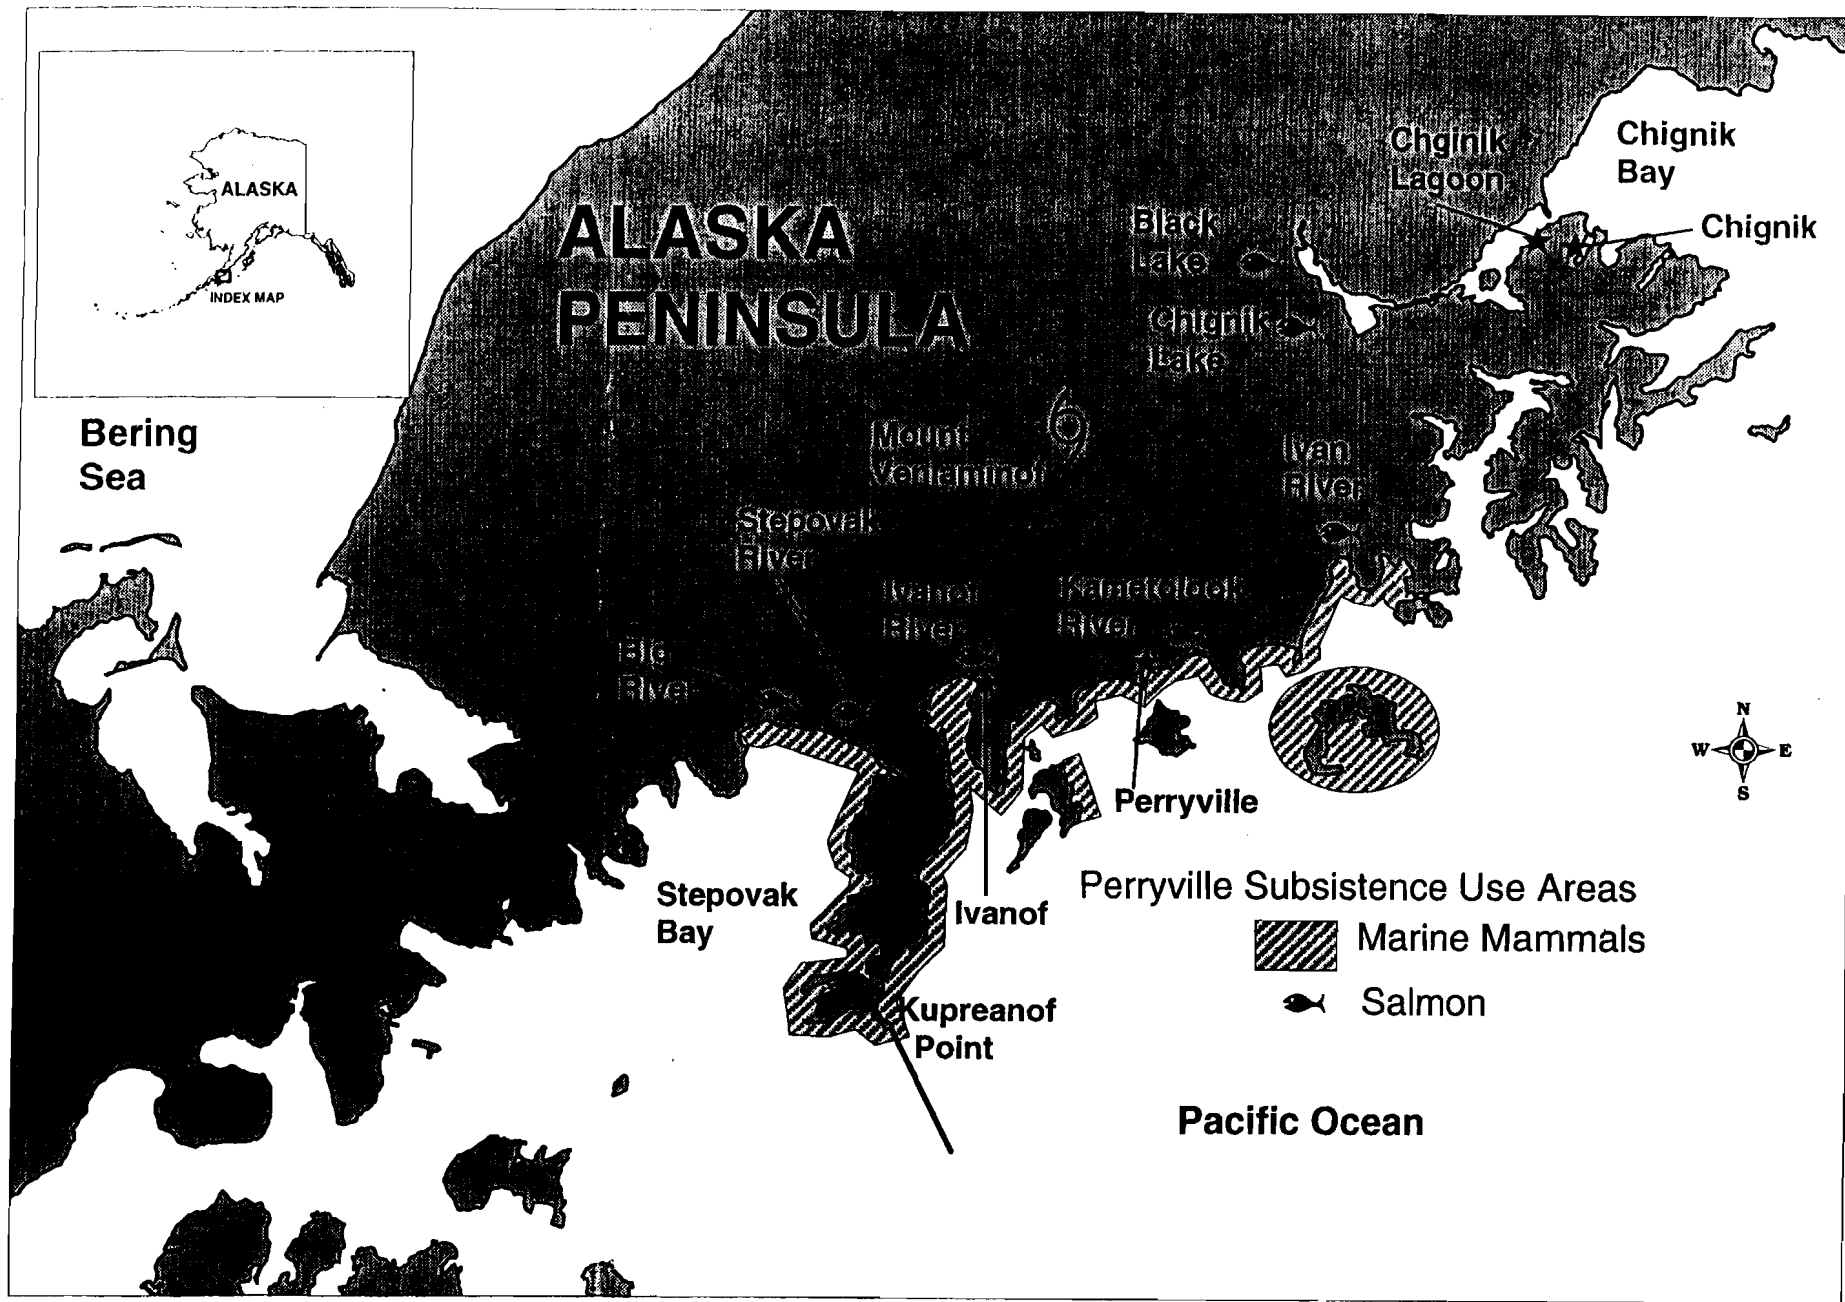 Chginik
Lagoon
Chignik
Bay
Chignik
ALASKA
INDEX MAP
ALASKA
PENINSULA
Black
Lake
Chignik
Lake
Bering
Sea
Mount
Veniaminof
Ivan
River
Stepovak
River
Ivanof
River
Kametolook
River
Big
River
N
W
E
S
Perryville
Stepovak
Bay
Ivanof
Perryville Subsistence Use Areas
Marine Mammals
Salmon
Kupreanof
Point
Pacific Ocean